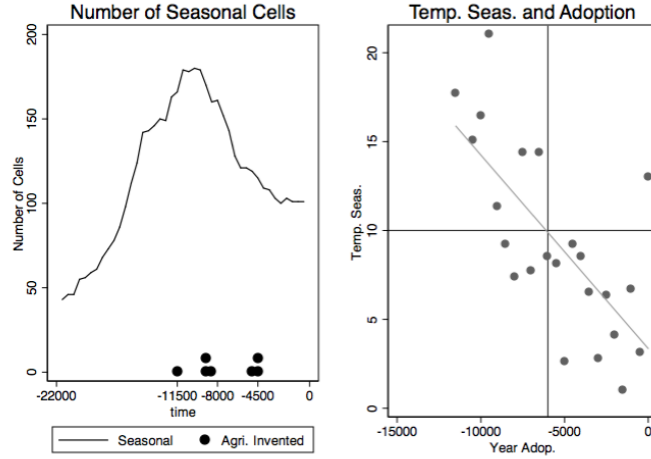 Number of Seasonal Cells
Number of Cells
200
150
100
50
0
-22000 -11500 -8000 -4500 0
time
Seasonal Agri. Invented
Temp. Seas. and Adoption
Temp. Seas.
20
15
10
5
0
-15000 -10000 -5000 0
Year Adop.